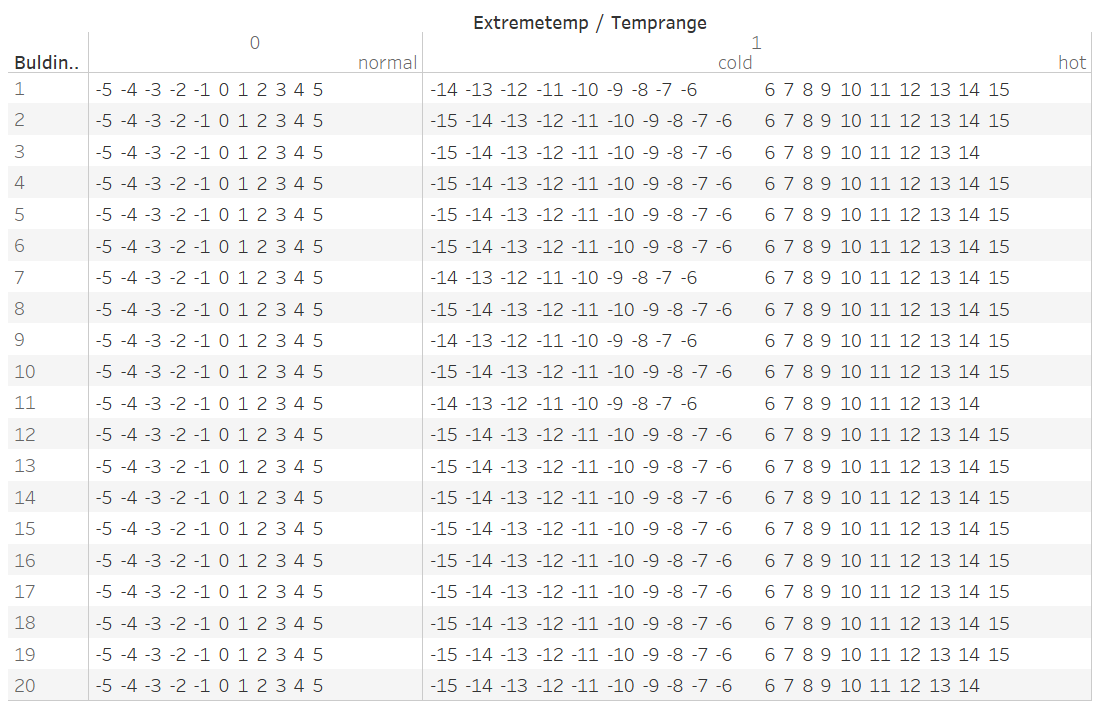 Extremetemp / Temprange
0 1
Buldin.. normal cold hot
1 -5 -4 -3 -2 -1 0 1 2 3 4 5 -14 -13 -12 -11 -10 -9 -8 -7 -6 6 7 8 9 10 11 12 13 14 15
2 -5 -4 -3 -2 -1 0 1 2 3 4 5 -15 -14 -13 -12 -11 -10 -9 -8 -7 -6 6 7 8 9 10 11 12 13 14 15
3 -5 -4 -3 -2 -1 0 1 2 3 4 5 -15 -14 -13 -12 -11 -10 -9 -8 -7 -6 6 7 8 9 10 11 12 13 14
4 -5 -4 -3 -2 -1 0 1 2 3 4 5 -15 -14 -13 -12 -11 -10 -9 -8 -7 -6 6 7 8 9 10 11 12 13 14 15
5 -5 -4 -3 -2 -1 0 1 2 3 4 5 -15 -14 -13 -12 -11 -10 -9 -8 -7 -6 6 7 8 9 10 11 12 13 14 15
6 -5 -4 -3 -2 -1 0 1 2 3 4 5 -15 -14 -13 -12 -11 -10 -9 -8 -7 -6 6 7 8 9 10 11 12 13 14 15
7 -5 -4 -3 -2 -1 0 1 2 3 4 5 -14 -13 -12 -11 -10 -9 -8 -7 -6 6 7 8 9 10 11 12 13 14 15
8 -5 -4 -3 -2 -1 0 1 2 3 4 5 -15 -14 -13 -12 -11 -10 -9 -8 -7 -6 6 7 8 9 10 11 12 13 14 15
9 -5 -4 -3 -2 -1 0 1 2 3 4 5 -14 -13 -12 -11 -10 -9 -8 -7 -6 6 7 8 9 10 11 12 13 14 15
10 -5 -4 -3 -2 -1 0 1 2 3 4 5 -15 -14 -13 -12 -11 -10 -9 -8 -7 -6 6 7 8 9 10 11 12 13 14 15
11 -5 -4 -3 -2 -1 0 1 2 3 4 5 -14 -13 -12 -11 -10 -9 -8 -7 -6 6 7 8 9 10 11 12 13 14
12 -5 -4 -3 -2 -1 0 1 2 3 4 5 -15 -14 -13 -12 -11 -10 -9 -8 -7 -6 6 7 8 9 10 11 12 13 14 15
13 -5 -4 -3 -2 -1 0 1 2 3 4 5 -15 -14 -13 -12 -11 -10 -9 -8 -7 -6 6 7 8 9 10 11 12 13 14 15
14 -5 -4 -3 -2 -1 0 1 2 3 4 5 -15 -14 -13 -12 -11 -10 -9 -8 -7 -6 6 7 8 9 10 11 12 13 14 15
15 -5 -4 -3 -2 -1 0 1 2 3 4 5 -15 -14 -13 -12 -11 -10 -9 -8 -7 -6 6 7 8 9 10 11 12 13 14 15
16 -5 -4 -3 -2 -1 0 1 2 3 4 5 -15 -14 -13 -12 -11 -10 -9 -8 -7 -6 6 7 8 9 10 11 12 13 14 15
17 -5 -4 -3 -2 -1 0 1 2 3 4 5 -15 -14 -13 -12 -11 -10 -9 -8 -7 -6 6 7 8 9 10 11 12 13 14 15
18 -5 -4 -3 -2 -1 0 1 2 3 4 5 -15 -14 -13 -12 -11 -10 -9 -8 -7 -6 6 7 8 9 10 11 12 13 14 15
19 -5 -4 -3 -2 -1 0 1 2 3 4 5 -15 -14 -13 -12 -11 -10 -9 -8 -7 -6 6 7 8 9 10 11 12 13 14 15
20 -5 -4 -3 -2 -1 0 1 2 3 4 5 -15 -14 -13 -12 -11 -10 -9 -8 -7 -6 6 7 8 9 10 11 12 13 14